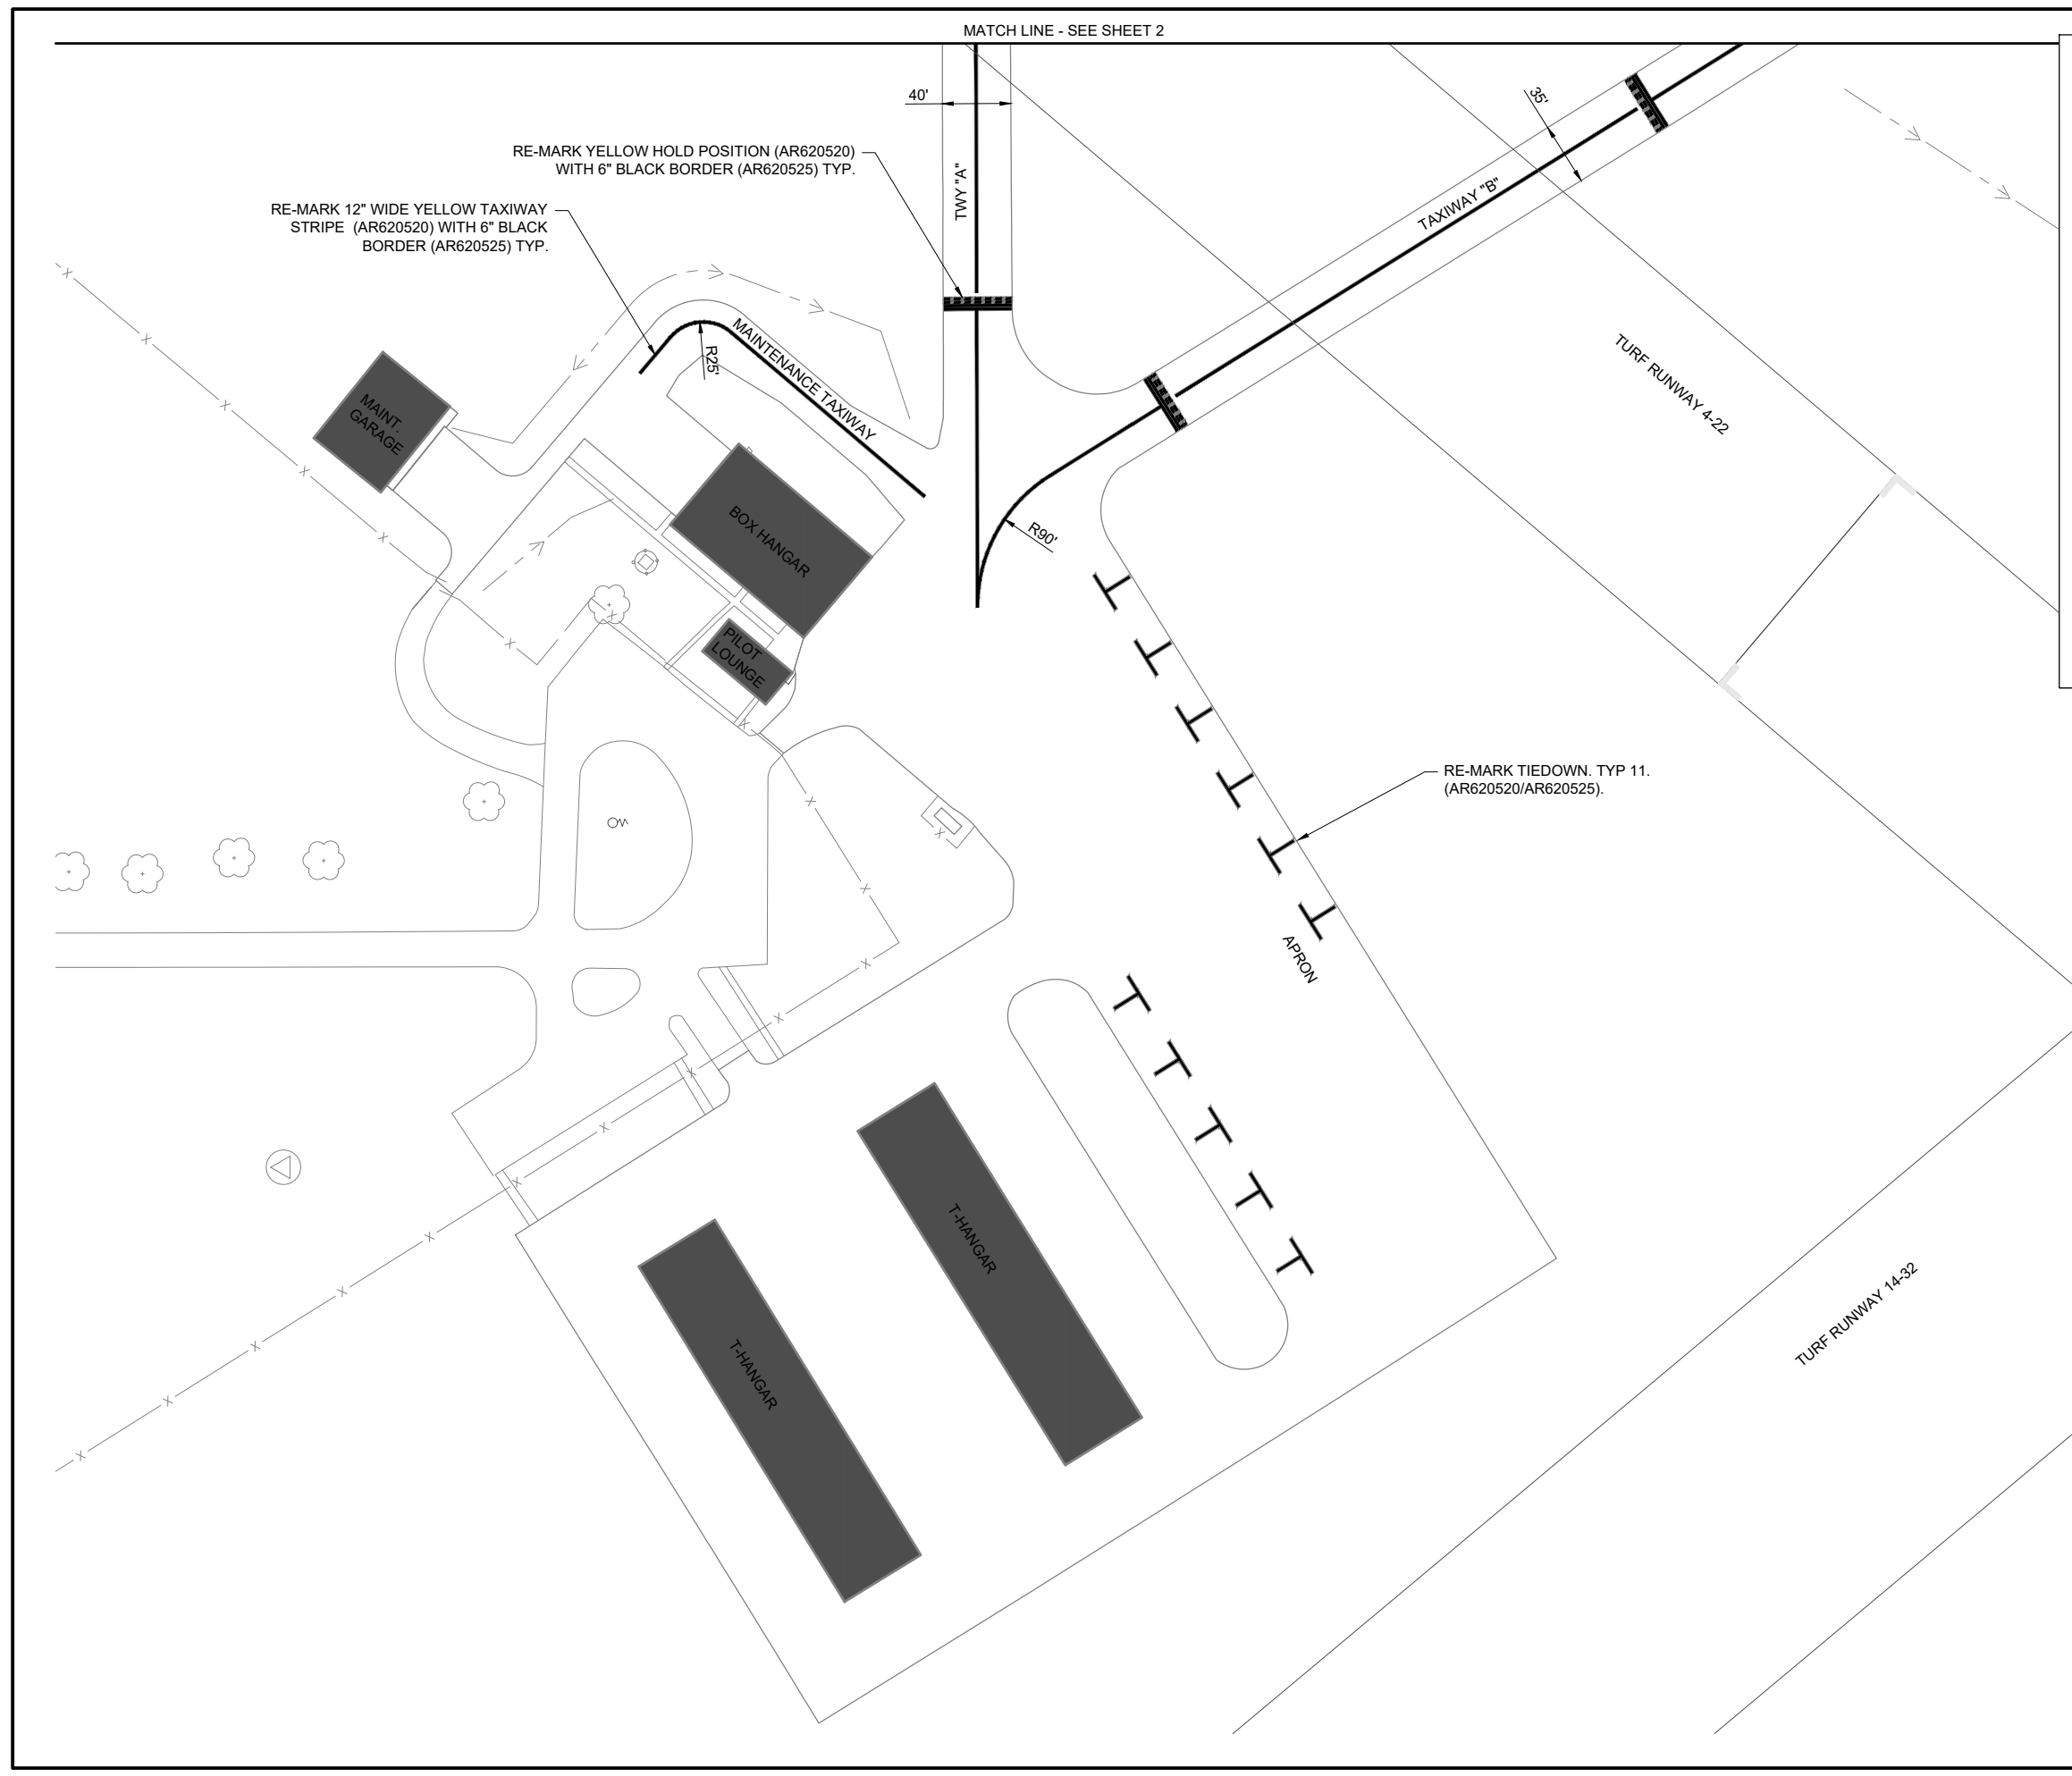 MATCH LINE - SEE SHEET 2
40'
35'
RE-MARK YELLOW HOLD POSITION (AR620520)
WITH 6" BLACK BORDER (AR620525) TYP.
TWY "A"
TAXIWAY "B"
RE-MARK 12" WIDE YELLOW TAXIWAY
STRIPE (AR620520) WITH 6" BLACK
BORDER (AR620525) TYP.
MAINTENANCE TAXIWAY
R25'
TURF RUNWAY 4-22
MAINT.
GARAGE
BOX HANGAR
R90'
PILOT
LOUNGE
RE-MARK TIEDOWN. TYP 11.
(AR620520/AR620525).
APRON
T-HANGAR
T-HANGAR
TURF RUNWAY 14-32